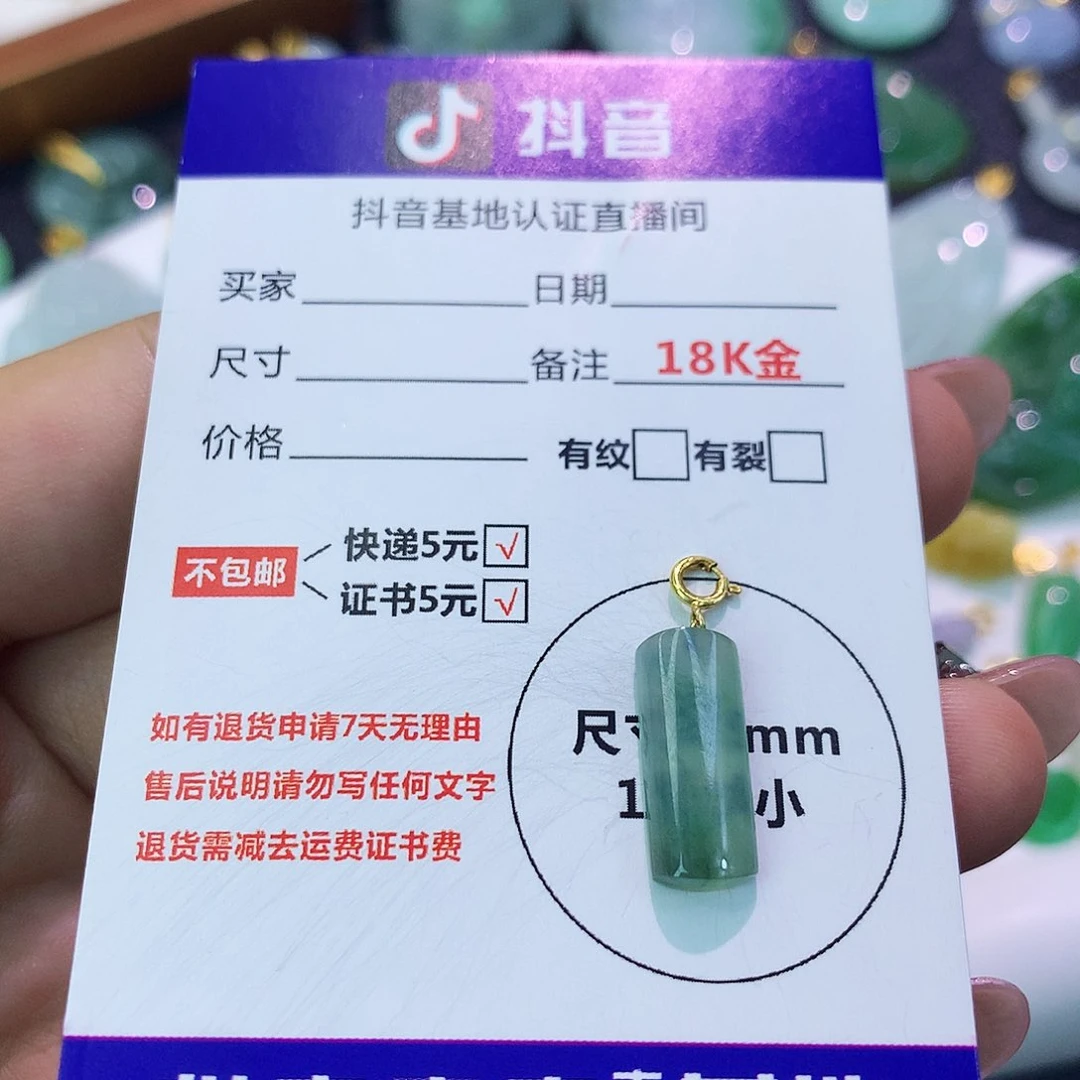 抖音
抖音基地认证直播间
买家 日期
尺寸 备注 18K金
价格 有纹 有裂
快递5元 √
不包邮
证书5元 √
如有退货申请7天无理由
售后说明请勿写任何文字
退货需减去运费证书费
尺 mm
1 小